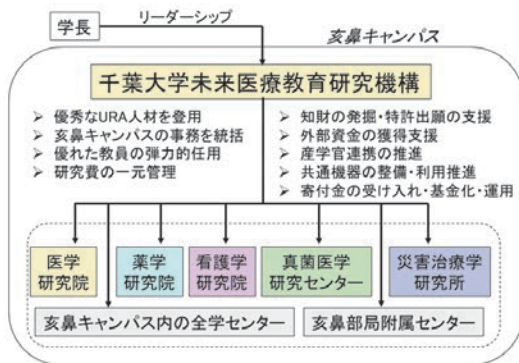 学長
リーダーシップ
亥鼻キャンパス
千葉大学未来医療教育研究機構
➢ 優秀なURA人材を登用
➢ 亥鼻キャンパスの事務を統括
➢ 優れた教員の弾力的任用
➢ 研究費の一元管理
➢ 知財の発掘・特許出願の支援
➢ 外部資金の獲得支援
➢ 産学官連携の推進
➢ 共通機器の整備・利用推進
➢ 寄付金の受け入れ・基金化・運用
医学
研究院
薬学
研究院
看護学
研究院
真菌医学
研究センター
災害治療学
研究所
亥鼻キャンパス内の全学センター
亥鼻部局附属センター